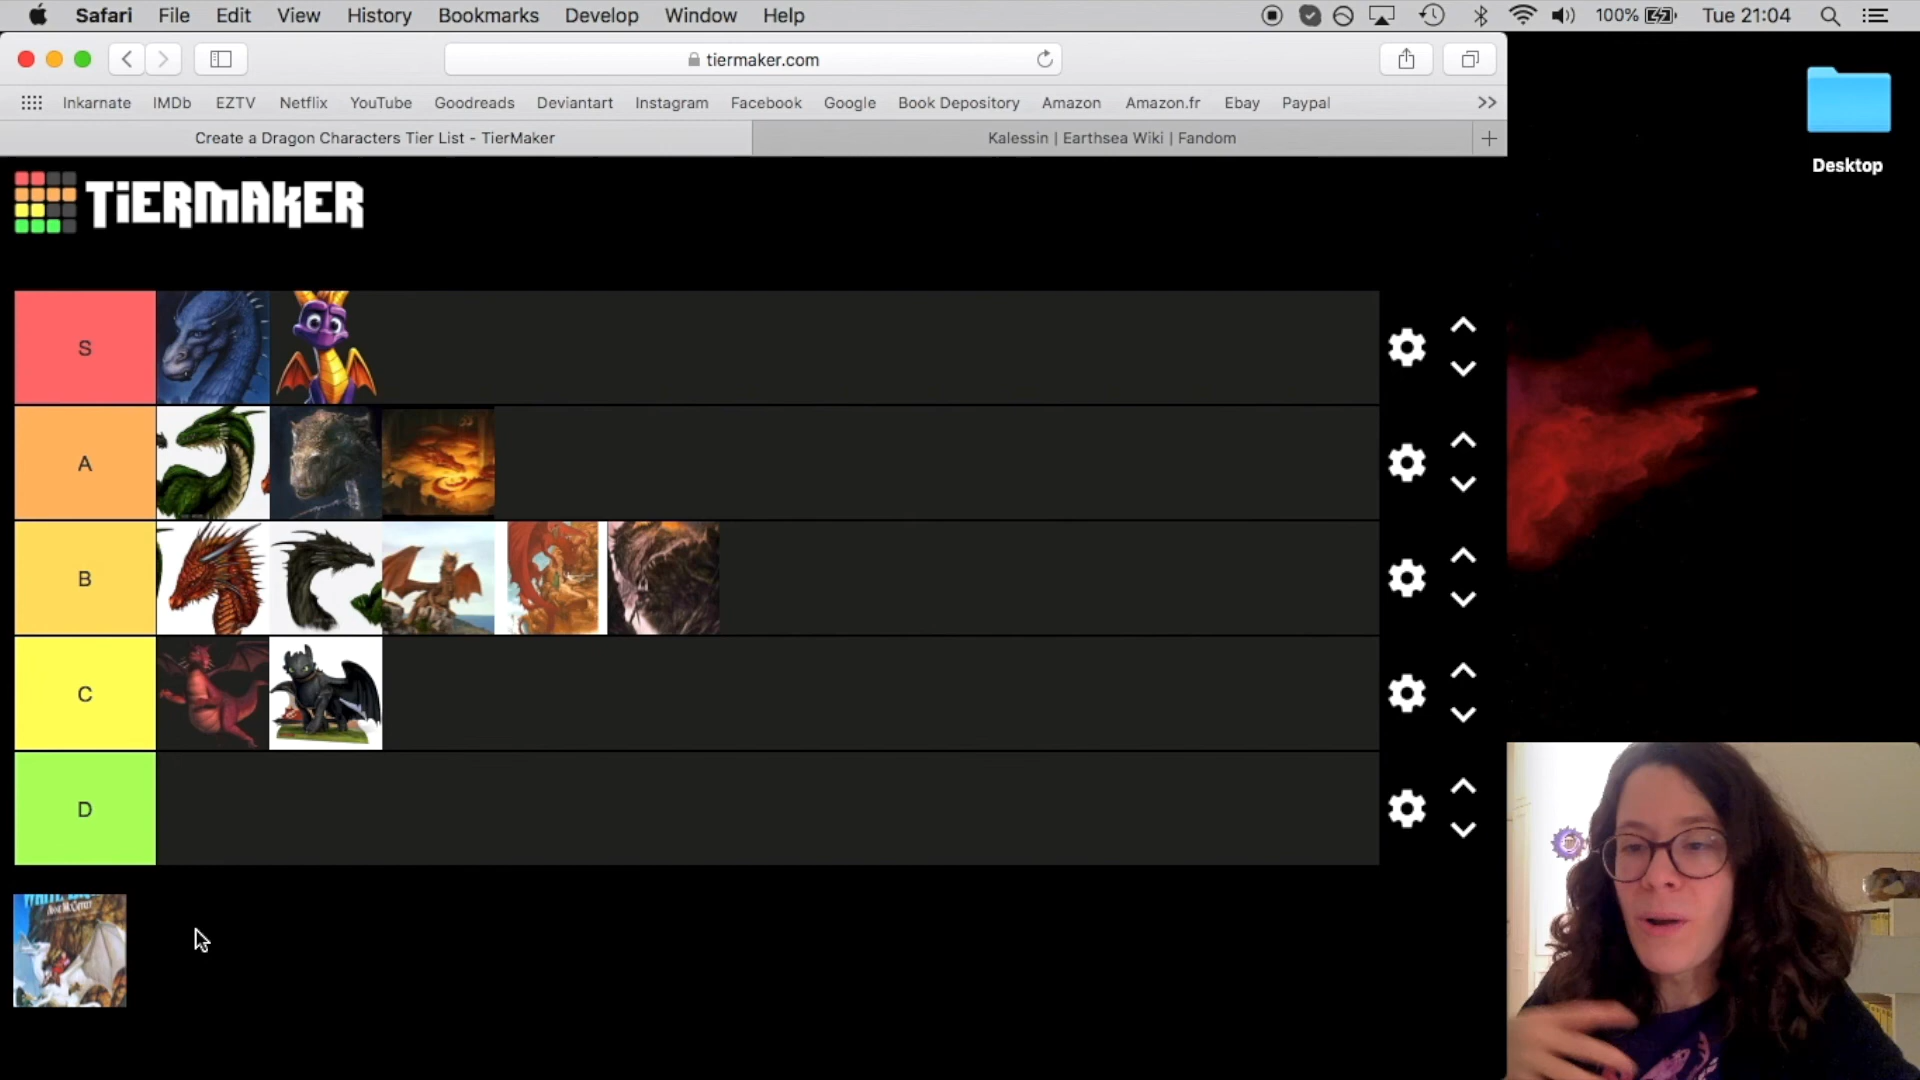 Safari File Edit View History Bookmarks Develop Window Help 100% Tue 21:04
tiermaker.com
Inkarnate IMDb EZTV Netflix YouTube Goodreads Deviantart Instagram Facebook Google Book Depository Amazon Amazon.fr Ebay Paypal
Create a Dragon Characters Tier List - TierMaker Kalessin | Earthsea Wiki | Fandom
Desktop
TiERMAKER
S
A
B
C
D